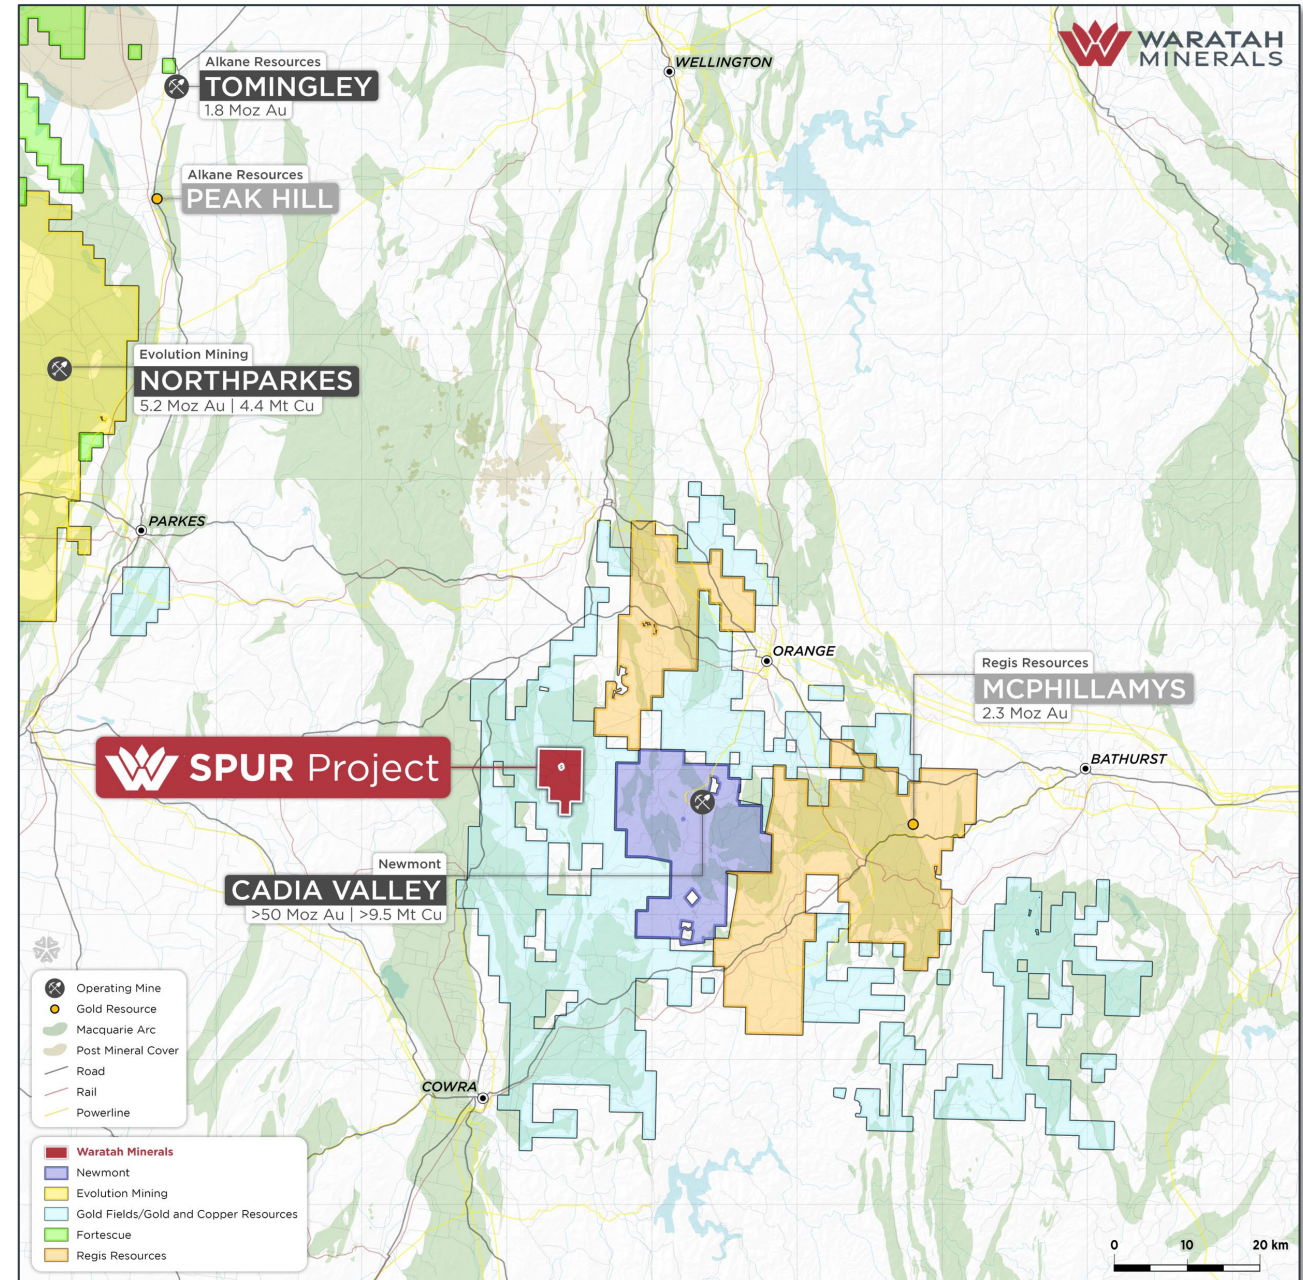 WARATAH
MINERALS
WELLINGTON
Alkane Resources
TOMINGLEY
1.8 Moz Au
Alkane Resources
PEAK HILL
Evolution Mining
NORTHPARKES
5.2 Moz Au | 4.4 Mt Cu
PARKES
ORANGE
Regis Resources
MCPHILLAMYS
2.3 Moz Au
BATHURST
SPUR Project
Newmont
CADIA VALLEY
>50 Moz Au | >9.5 Mt Cu
COWRA
Operating Mine
Gold Resource
Macquarie Arc
Post Mineral Cover
Road
Rail
Powerline
Waratah Minerals
Newmont
Evolution Mining
Gold Fields/Gold and Copper Resources
Fortescue
Regis Resources
0 10 20 km